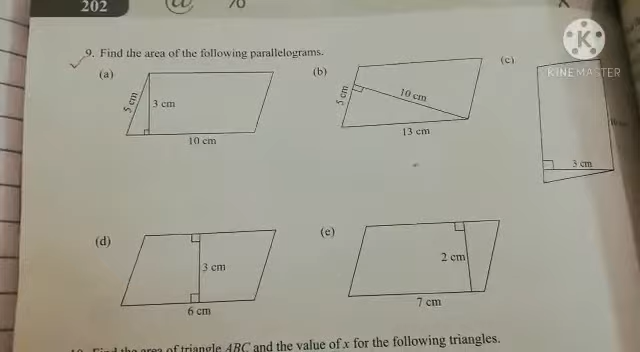 202
9. Find the area of the following parallelograms.
(a)
5 cm
3 cm
10 cm
(b)
5 cm
10 cm
13 cm
(c)
3 cm
K
KINEMASTER
(d)
3 cm
6 cm
(e)
2 cm
7 cm
Find the area of triangle ABC and the value of x for the following triangles.